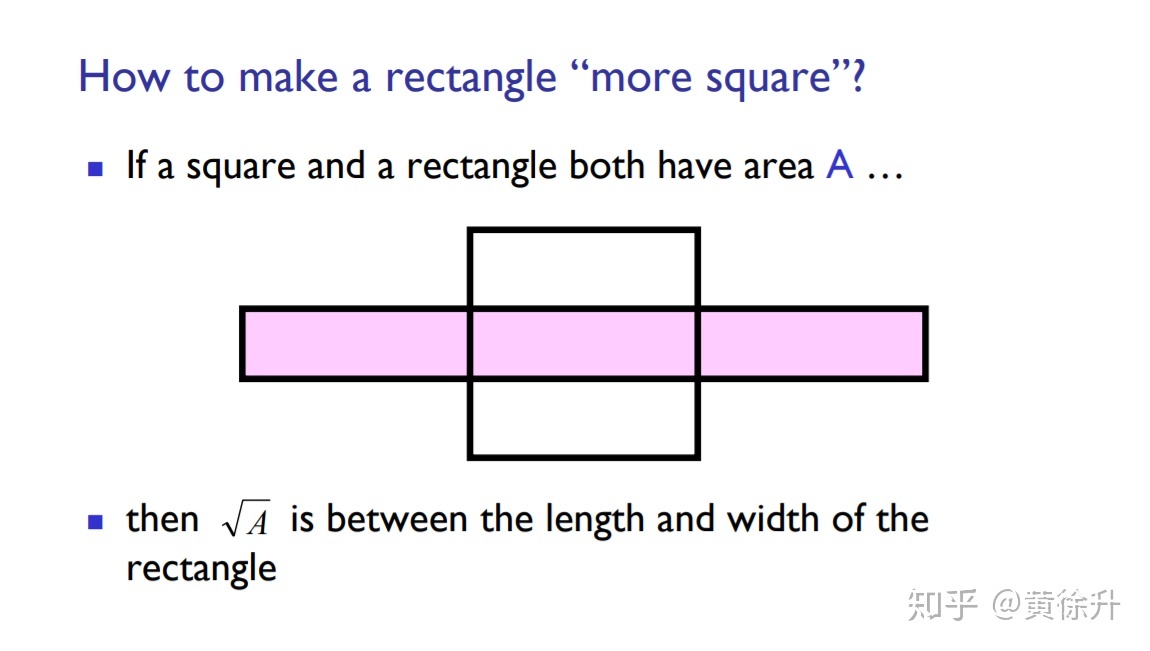 How to make a rectangle “more square”?
If a square and a rectangle both have area A …
then √A is between the length and width of the
rectangle
知乎 @黄徐升